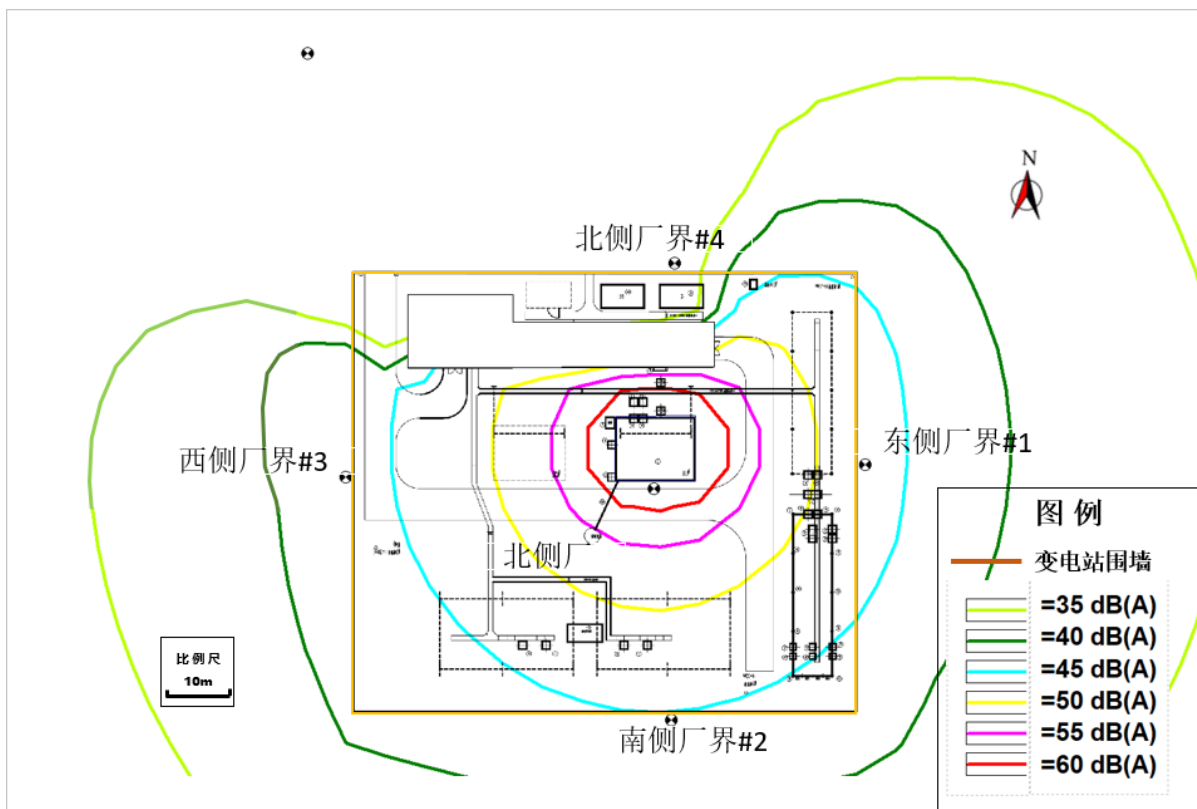 N
北侧厂界#4
东侧厂界#1
西侧厂界#3
北侧厂
南侧厂界#2
比例尺
10m
图 例
变电站围墙
=35 dB(A)
=40 dB(A)
=45 dB(A)
=50 dB(A)
=55 dB(A)
=60 dB(A)